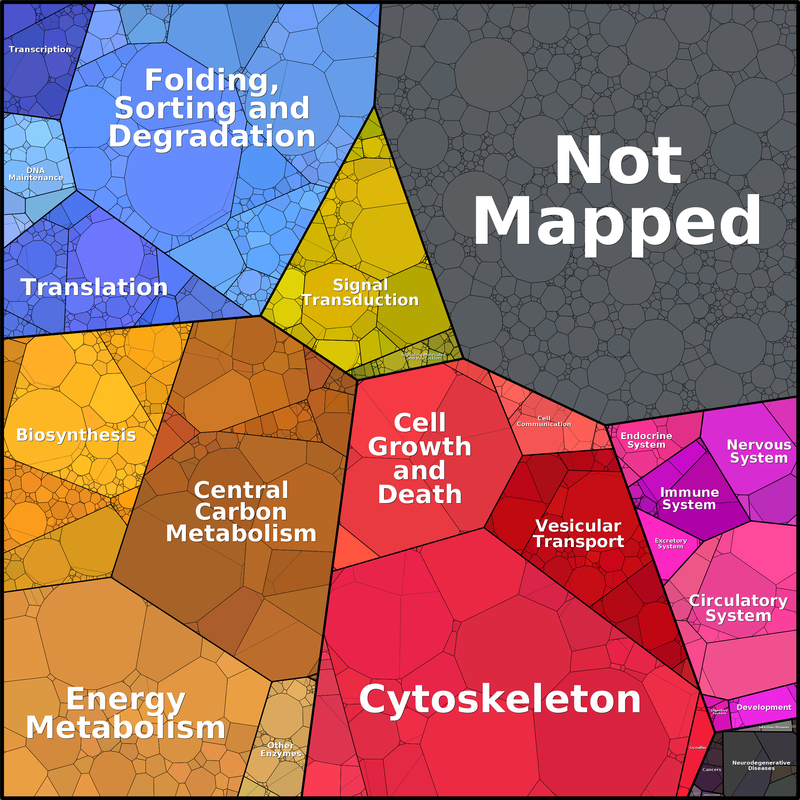 Transcription
Folding,
Sorting and
Degradation
DNA
Maintenance
Translation
Not
Mapped
Signal
Transduction
Biosynthesis
Central
Carbon
Metabolism
Cell
Growth
and
Death
Cell
Communication
Vesicular
Transport
Endocrine
System
Nervous
System
Immune
System
Excretory
System
Circulatory
System
Energy
Metabolism
Other
Enzymes
Cytoskeleton
Development
Cancers
Neurodegenerative
Diseases